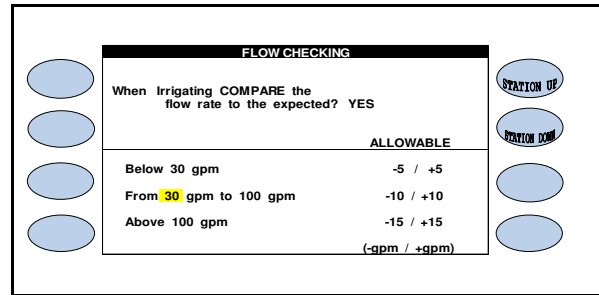 FLOW CHECKING
When Irrigating COMPARE the
flow rate to the expected? YES
ALLOWABLE
Below 30 gpm -5 / +5
From 30 gpm to 100 gpm -10 / +10
Above 100 gpm -15 / +15
(-gpm / +gpm)
STATION UP
STATION DOWN